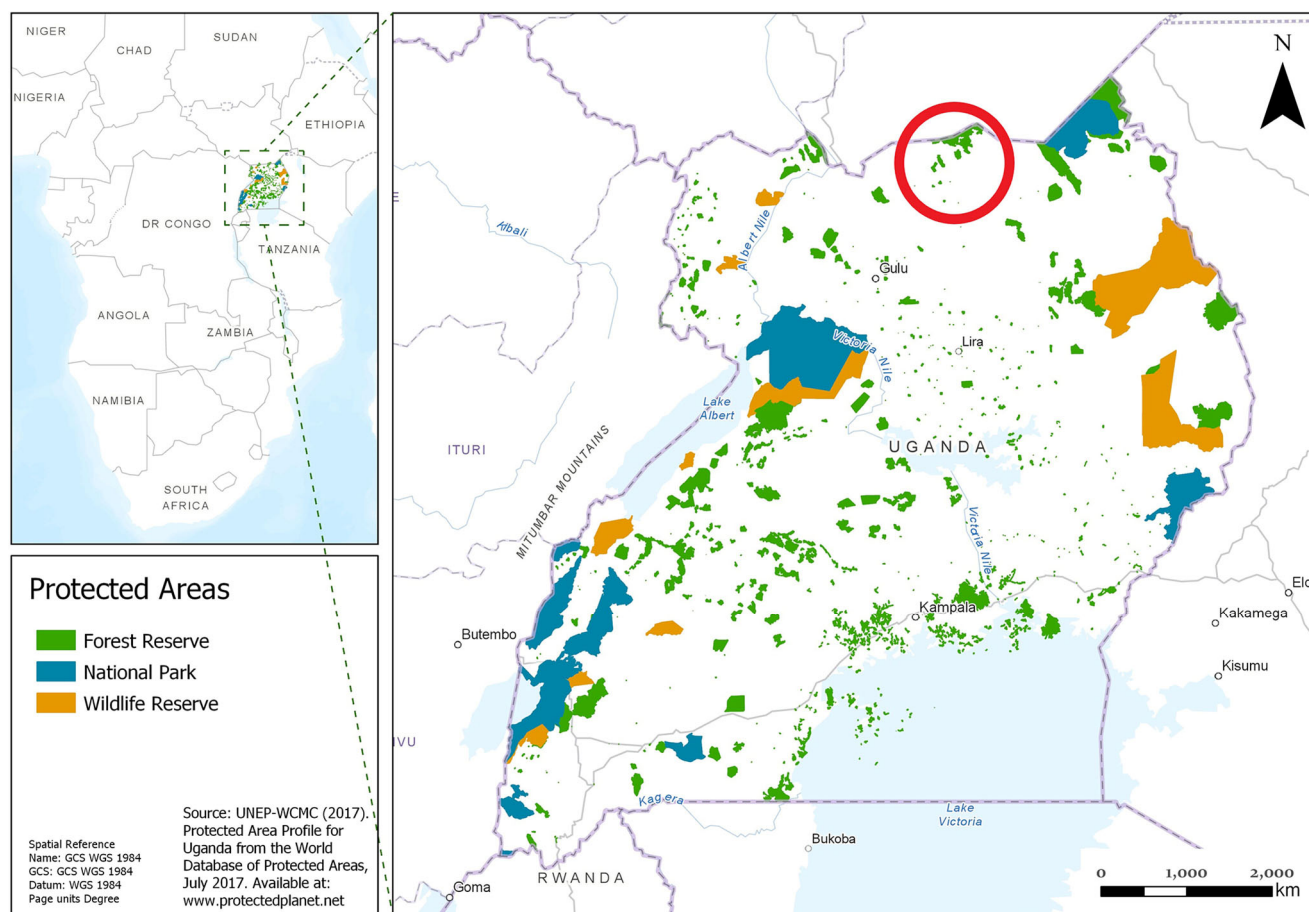 NIGER
CHAD
SUDAN
NIGERIA
ETHIOPIA
DR CONGO
TANZANIA
ANGOLA
ZAMBIA
NAMIBIA
SOUTH
AFRICA
Protected Areas
Forest Reserve
National Park
Wildlife Reserve
Spatial Reference
Name: GCS WGS 1984
GCS: GCS WGS 1984
Datum: WGS 1984
Page units Degree
Source: UNEP-WCMC (2017).
Protected Area Profile for
Uganda from the World
Database of Protected Areas,
July 2017. Available at:
www.protectedplanet.net
N
E
Kibali
Albert Nile
Gulu
Victoria Nile
Lira
Lake
Albert
UGANDA
ITURI
MITUMBAR MOUNTAINS
Victria Nile
Kampala
Elo
Kakamega
Butembo
Kisumu
IVU
Kagera
Lake
Victoria
Bukoba
RWANDA
Goma
0 1,000 2,000
km